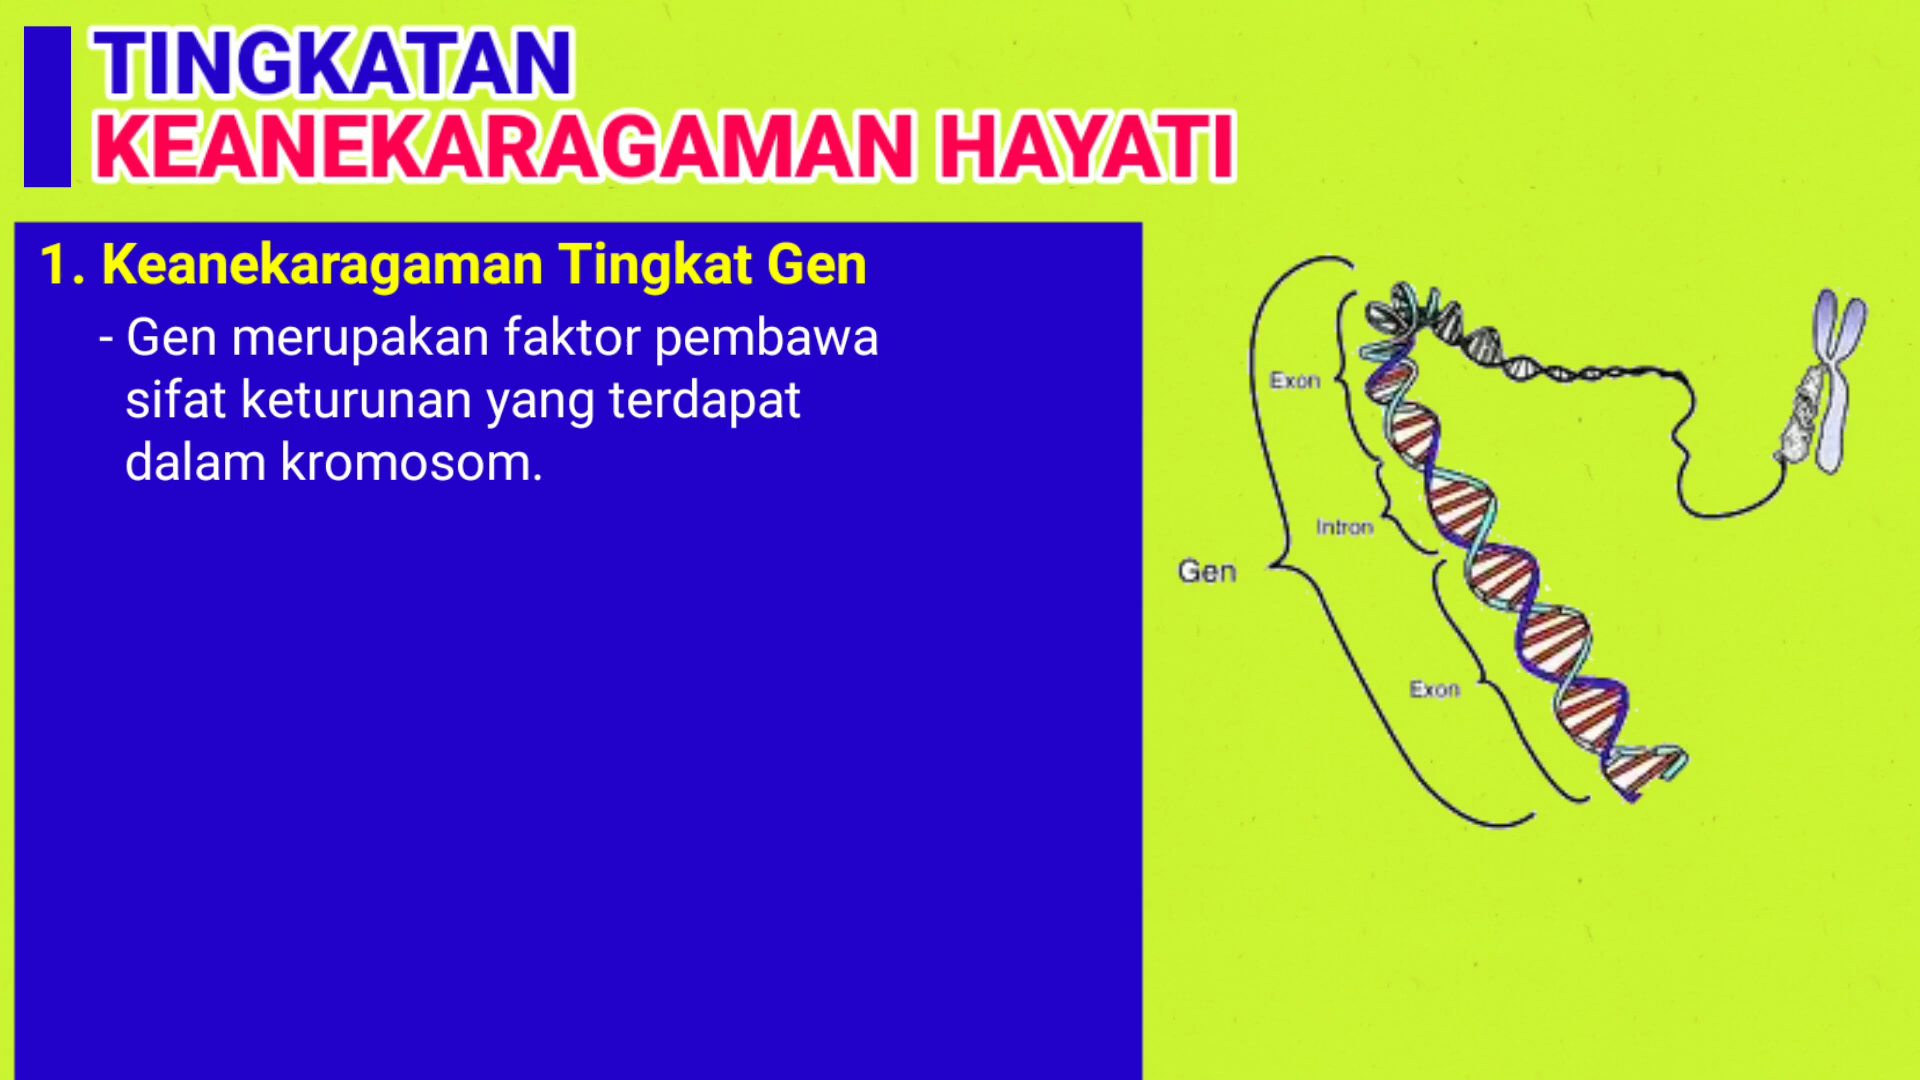 TINGKATAN
KEANEKARAGAMAN HAYATI
1. Keanekaragaman Tingkat Gen
- Gen merupakan faktor pembawa
sifat keturunan yang terdapat
dalam kromosom.
Exon
Intron
Gen
Exon